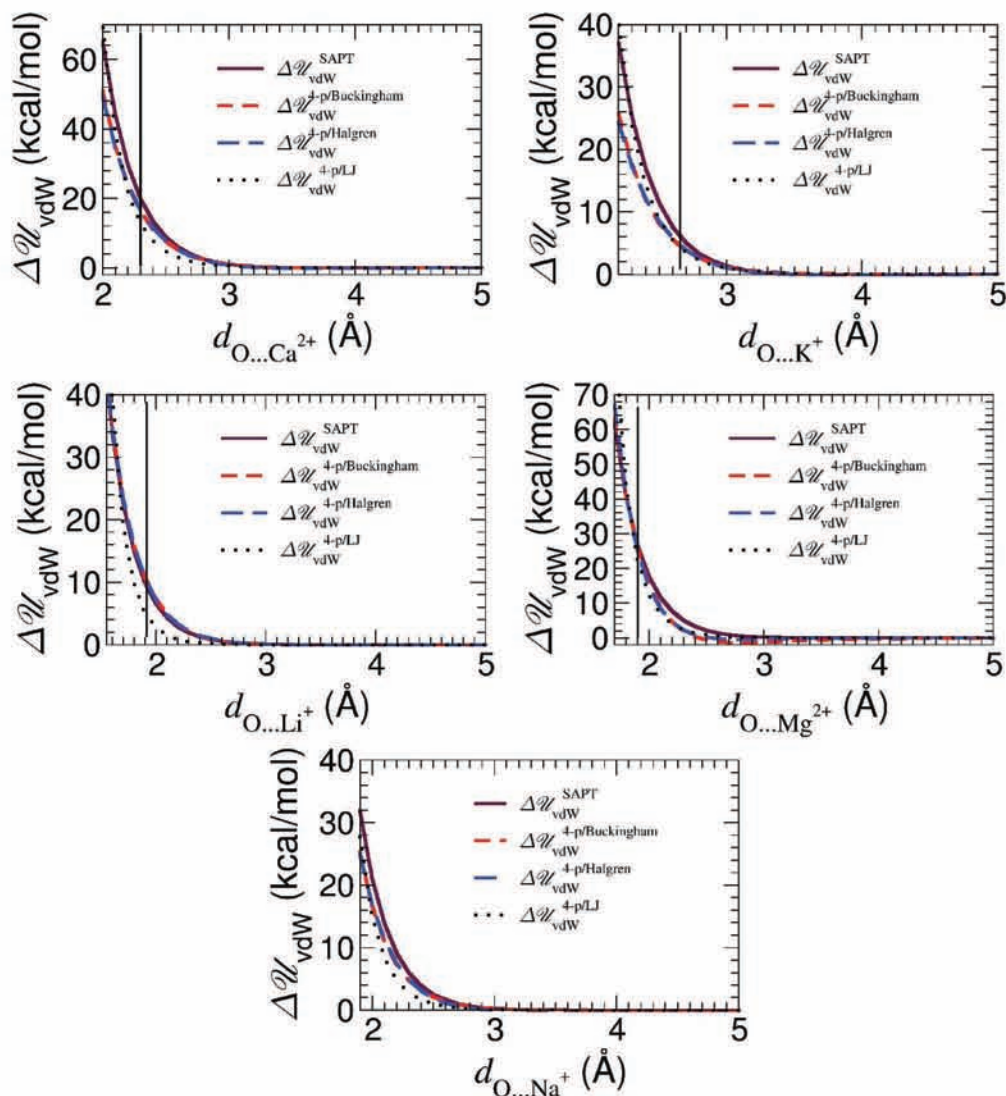 ΔU_vdW (kcal/mol)
60
40
20
0
ΔU_vdW^SAPT
ΔU_vdW^4-p/Buckingham
ΔU_vdW^4-p/Halgren
ΔU_vdW^4-p/LJ
2 3 4 5
d_O...Ca²⁺ (Å)
ΔU_vdW (kcal/mol)
40
32
24
16
8
0
ΔU_vdW^SAPT
ΔU_vdW^4-p/Buckingham
ΔU_vdW^4-p/Halgren
ΔU_vdW^4-p/LJ
3 4 5
d_O...K⁺ (Å)
ΔU_vdW (kcal/mol)
40
30
20
10
0
ΔU_vdW^SAPT
ΔU_vdW^4-p/Buckingham
ΔU_vdW^4-p/Halgren
ΔU_vdW^4-p/LJ
2 3 4 5
d_O...Li⁺ (Å)
ΔU_vdW (kcal/mol)
70
60
50
40
30
20
10
0
ΔU_vdW^SAPT
ΔU_vdW^4-p/Buckingham
ΔU_vdW^4-p/Halgren
ΔU_vdW^4-p/LJ
2 3 4 5
d_O...Mg²⁺ (Å)
ΔU_vdW (kcal/mol)
40
30
20
10
0
ΔU_vdW^SAPT
ΔU_vdW^4-p/Buckingham
ΔU_vdW^4-p/Halgren
ΔU_vdW^4-p/LJ
2 3 4 5
d_O...Na⁺ (Å)